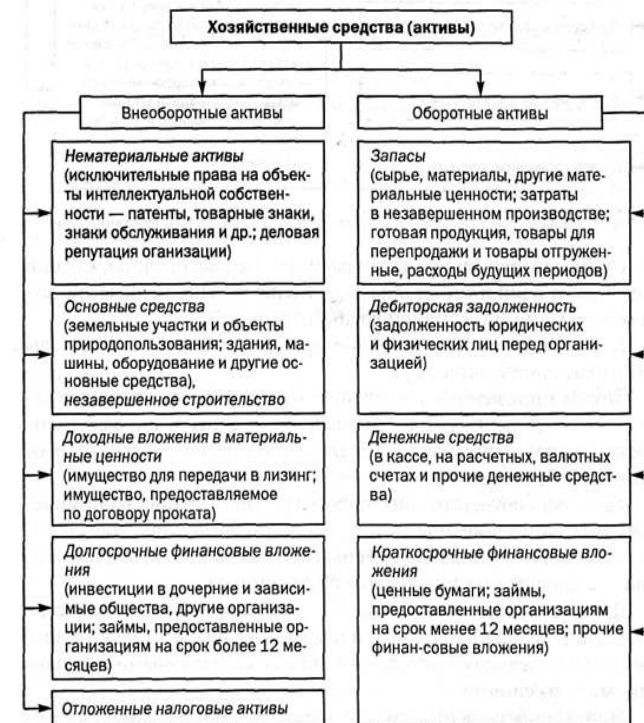 Хозяйственные средства (активы)
Внеоборотные активы
Оборотные активы
Нематериальные активы
(исключительные права на объек-
ты интеллектуальной собствен-
ности — патенты, товарные знаки,
знаки обслуживания и др.; деловая
репутация оганизации)
Запасы
(сырье, материалы, другие мате-
риальные ценности; затраты
в незавершенном производстве;
готовая продукция, товары для
перепродажи и товары отгружен-
ные, расходы будущих периодов)
Основные средства
(земельные участки и объекты
природопользования; здания, ма-
шины, оборудование и другие ос-
новные средства),
незавершенное строительство
Дебиторская задолженность
(задолженность юридических
и физических лиц перед органи-
зацией)
Доходные вложения в материаль-
ные ценности
(имущество для передачи в лизинг;
имущество, предоставляемое
по договору проката)
Денежные средства
(в кассе, на расчетных, валютных
счетах и прочие денежные средст-
ва)
Долгосрочные финансовые вложе-
ния
(инвестиции в дочерние и зависи-
мые общества, другие организа-
ции; займы, предоставленные ор-
ганизациям на срок более 12 ме-
сяцев)
Краткосрочные финансовые вло-
жения
(ценные бумаги; займы,
предоставленные организациям
на срок менее 12 месяцев; прочие
финан-совые вложения)
Отложенные налоговые активы